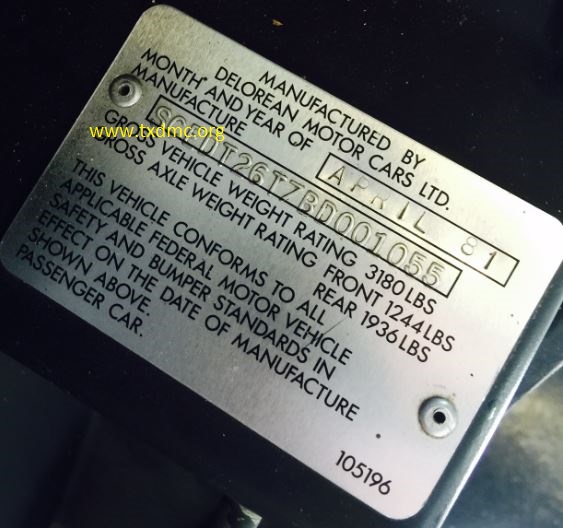 MANUFACTURED BY
DELOREAN MOTOR CARS LTD.
MONTH AND YEAR OF
MANUFACTURE
APRIL 81
SCEDT26T7BD001055
www.txdmc.org
GROSS VEHICLE WEIGHT RATING 3180 LBS
GROSS AXLE WEIGHT RATING FRONT 1244 LBS
REAR 1936 LBS
THIS VEHICLE CONFORMS TO ALL
APPLICABLE FEDERAL MOTOR VEHICLE
SAFETY AND BUMPER STANDARDS IN
EFFECT ON THE DATE OF MANUFACTURE
SHOWN ABOVE.
PASSENGER CAR.
105196